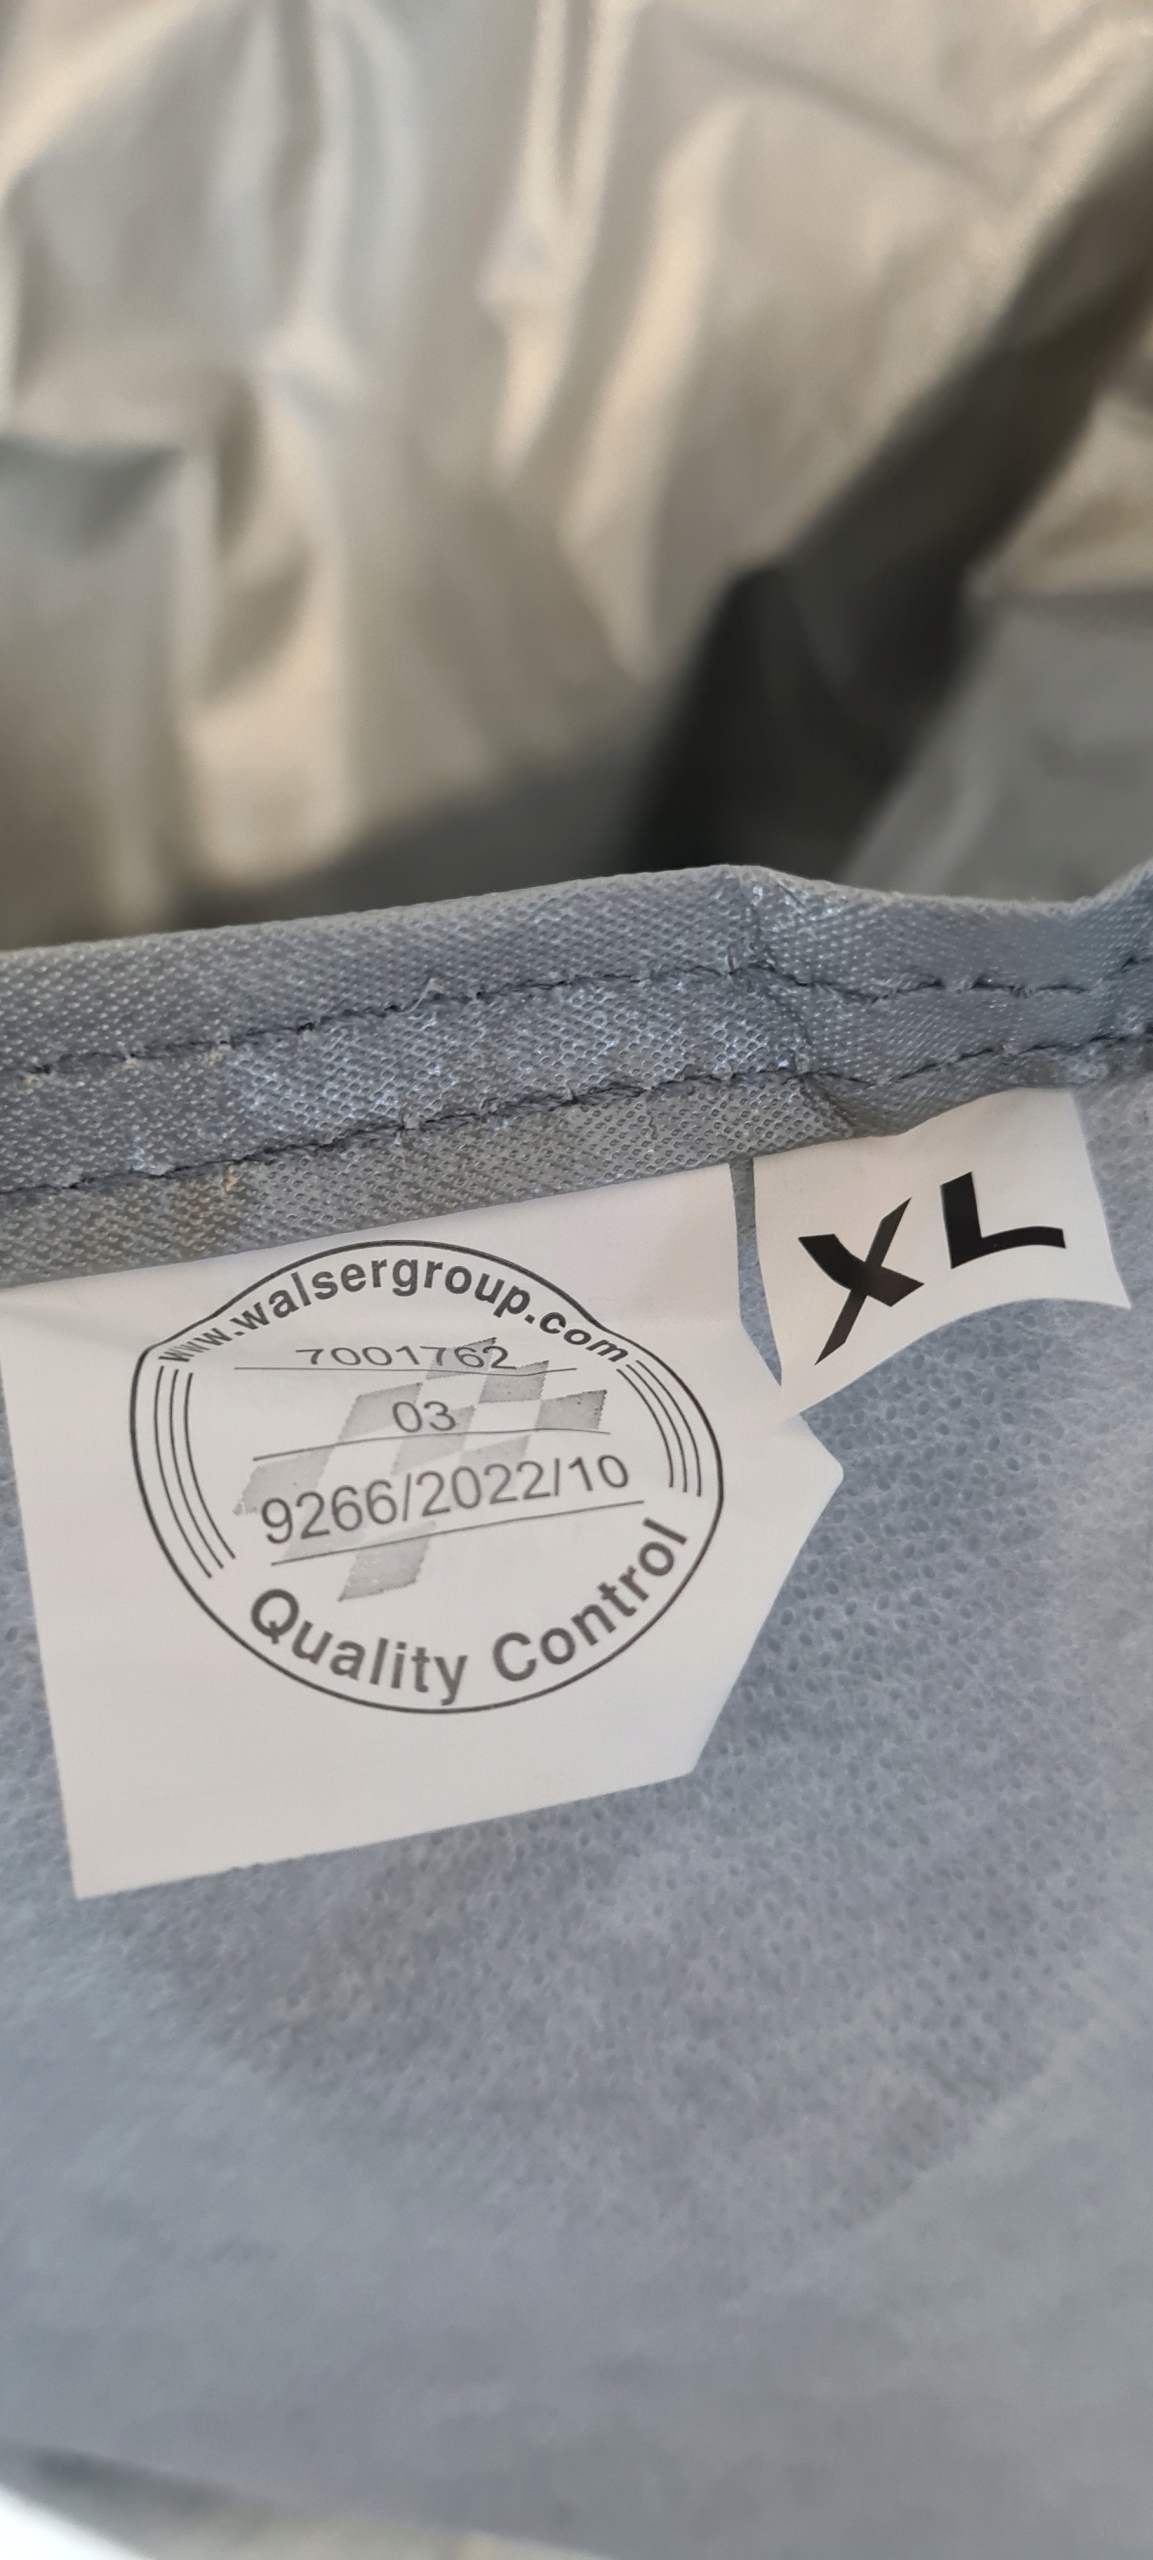 www.walsergroup.com
7001762
03
9266/2022/10
Quality Control
XL